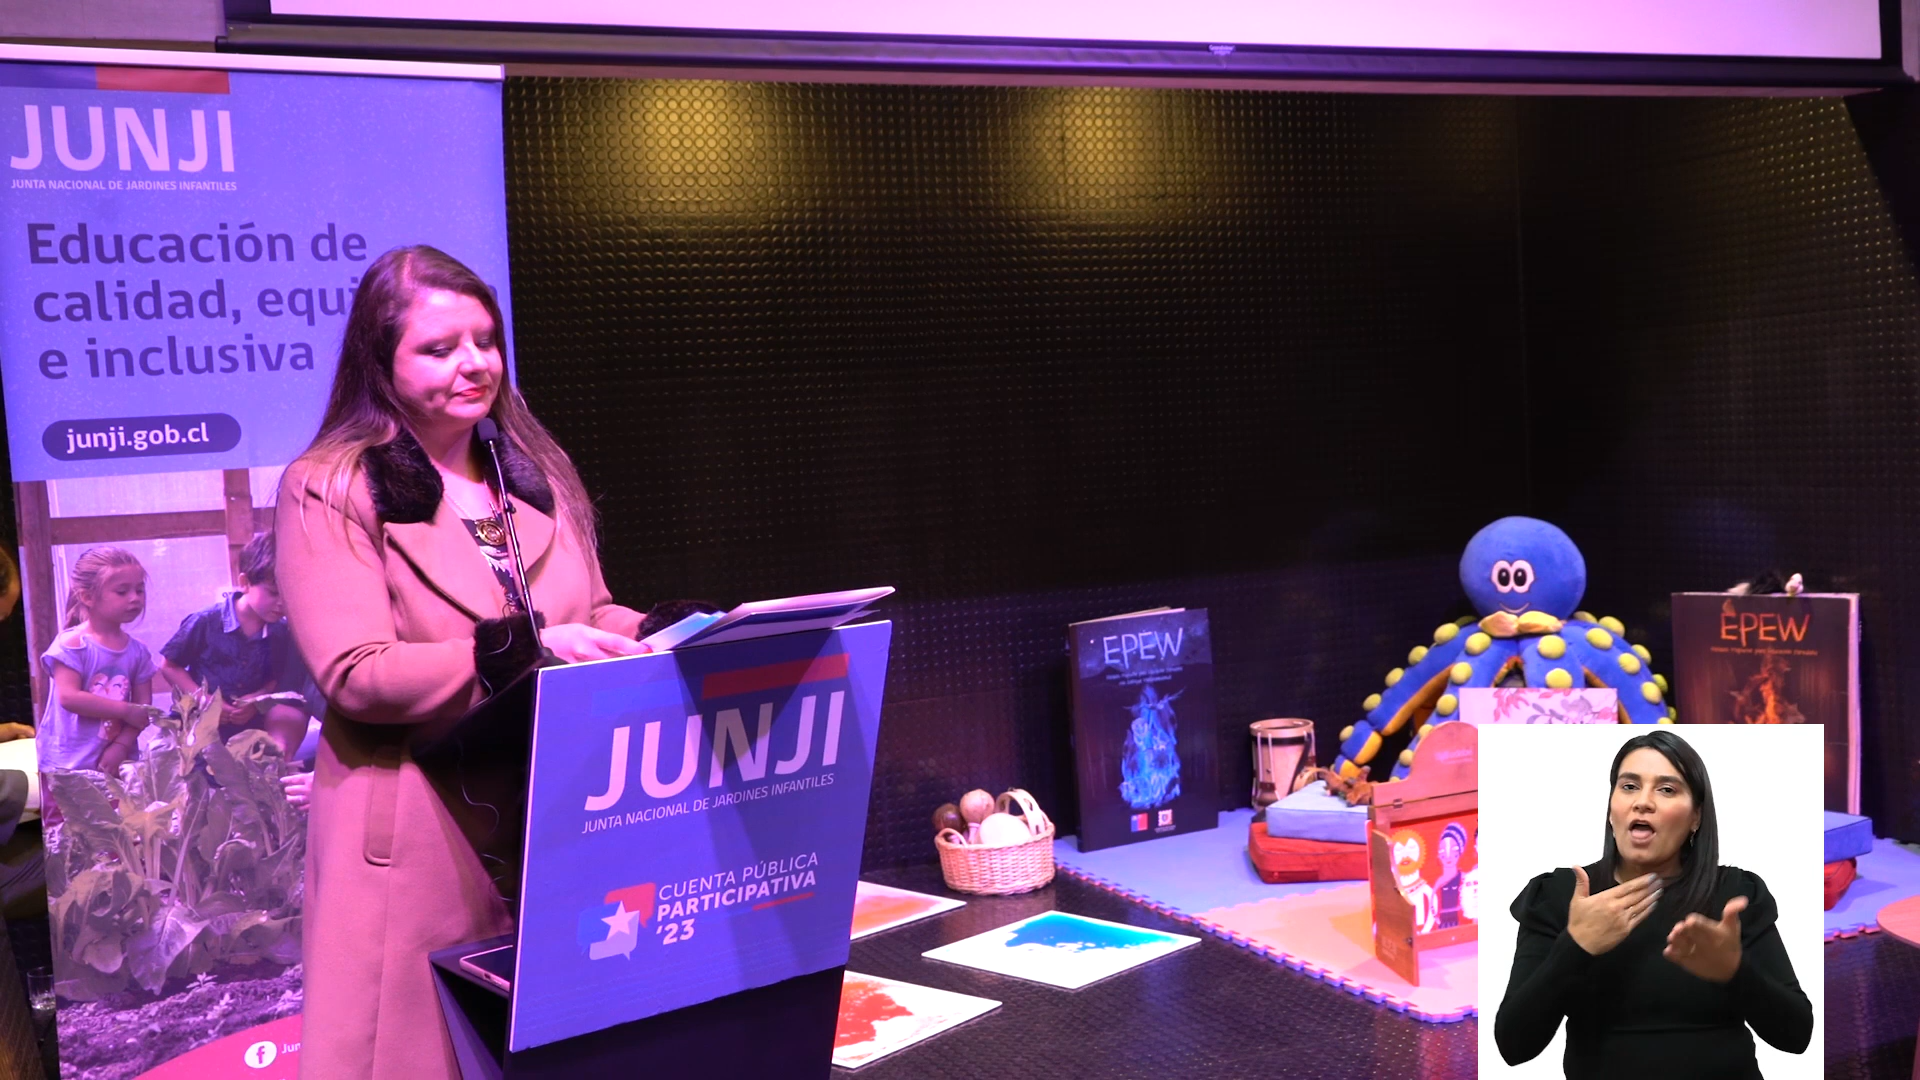 JUNJI
JUNTA NACIONAL DE JARDINES INFANTILES
Educación de
calidad, equi
e inclusiva
junji.gob.cl
f Jun
JUNJI
JUNTA NACIONAL DE JARDINES INFANTILES
CUENTA PÚBLICA
PARTICIPATIVA
'23
EPEW
EPEW